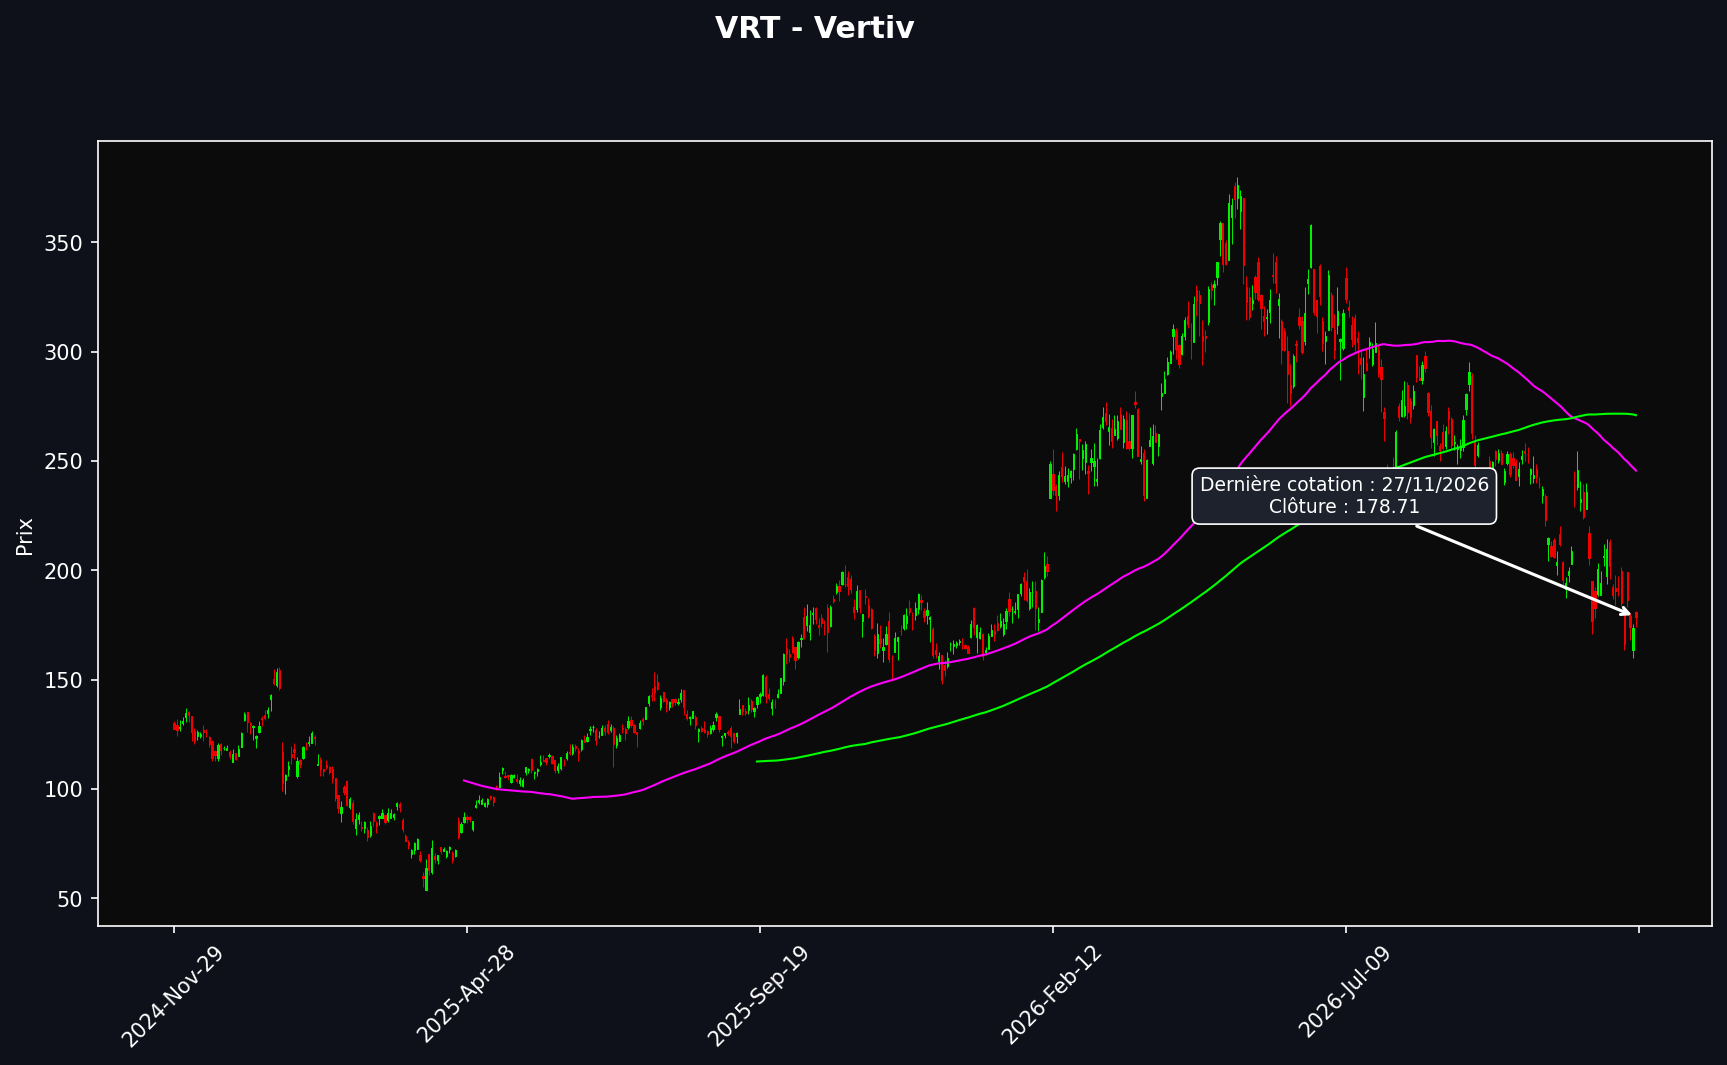 VRT - Vertiv
Prix
350
300
250
200
150
100
50
Dernière cotation : 27/11/2026
Clôture : 178.71
2024-Nov-29
2025-Apr-28
2025-Sep-19
2026-Feb-12
2026-Jul-09